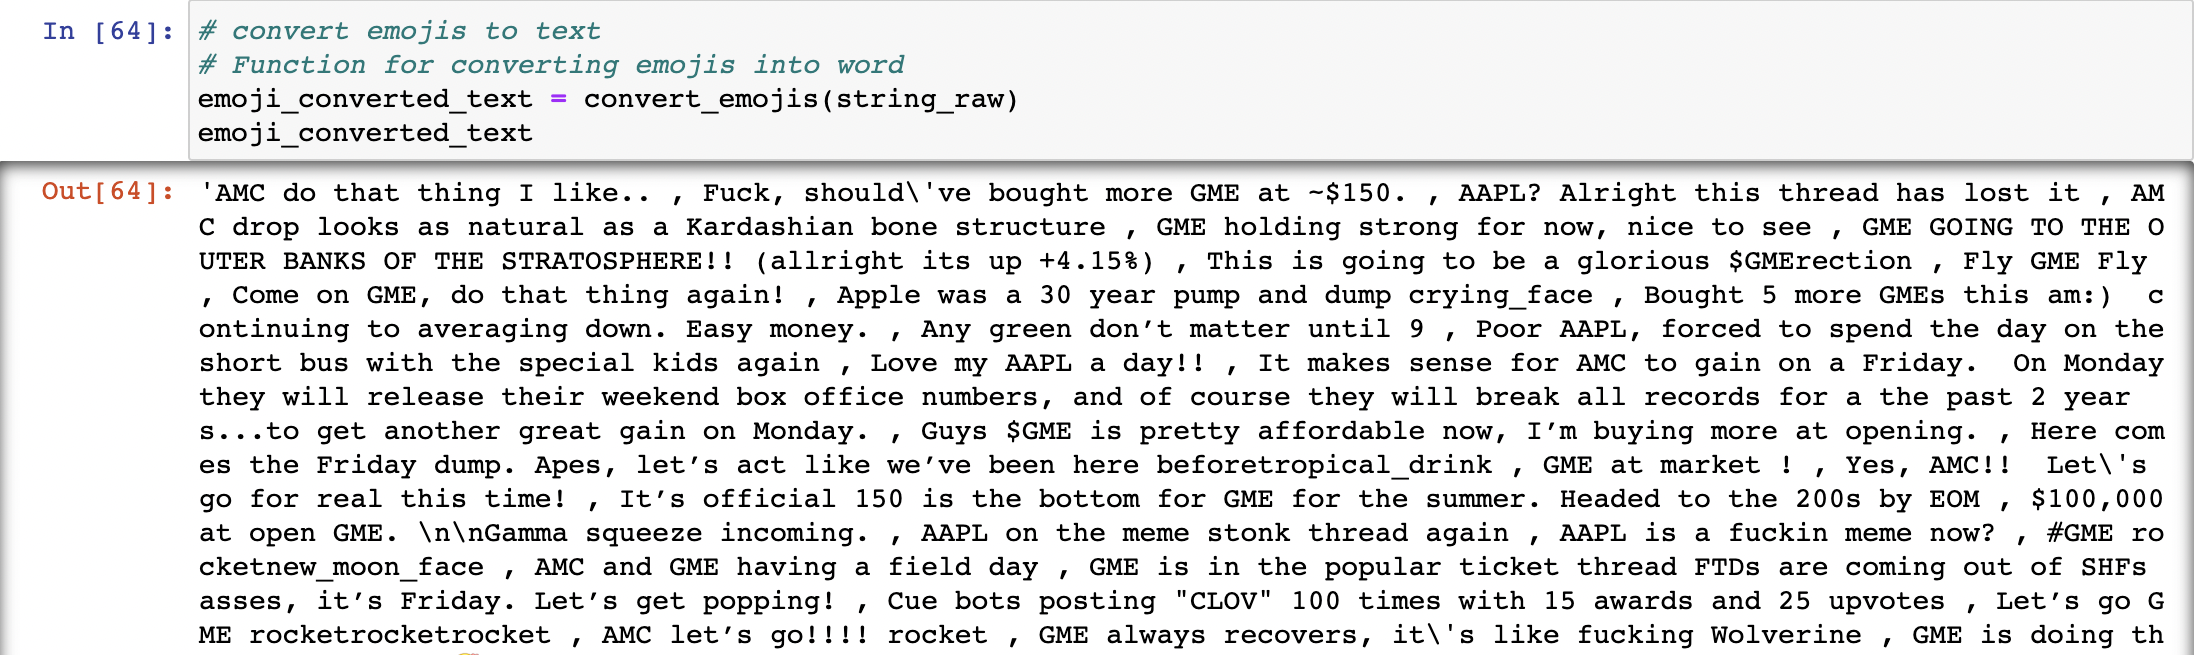 In [64]: # convert emojis to text
# Function for converting emojis into word
emoji_converted_text = convert_emojis(string_raw)
emoji_converted_text
Out[64]: 'AMC do that thing I like.. , Fuck, should\'ve bought more GME at ~$150. , AAPL? Alright this thread has lost it , AM
C drop looks as natural as a Kardashian bone structure , GME holding strong for now, nice to see , GME GOING TO THE O
UTER BANKS OF THE STRATOSPHERE!! (allright its up +4.15%) , This is going to be a glorious $GMErection , Fly GME Fly
, Come on GME, do that thing again! , Apple was a 30 year pump and dump crying_face , Bought 5 more GMEs this am:)  c
ontinuing to averaging down. Easy money. , Any green don’t matter until 9 , Poor AAPL, forced to spend the day on the
short bus with the special kids again , Love my AAPL a day!! , It makes sense for AMC to gain on a Friday.  On Monday
they will release their weekend box office numbers, and of course they will break all records for a the past 2 year
s...to get another great gain on Monday. , Guys $GME is pretty affordable now, I’m buying more at opening. , Here com
es the Friday dump. Apes, let’s act like we’ve been here beforetropical_drink , GME at market ! , Yes, AMC!!  Let\'s
go for real this time! , It’s official 150 is the bottom for GME for the summer. Headed to the 200s by EOM , $100,000
at open GME. \n\nGamma squeeze incoming. , AAPL on the meme stonk thread again , AAPL is a fuckin meme now? , #GME ro
cketnew_moon_face , AMC and GME having a field day , GME is in the popular ticket thread FTDs are coming out of SHFs
asses, it’s Friday. Let’s get popping! , Cue bots posting "CLOV" 100 times with 15 awards and 25 upvotes , Let’s go G
ME rocketrocketrocket , AMC let’s go!!!! rocket , GME always recovers, it\'s like fucking Wolverine , GME is doing th